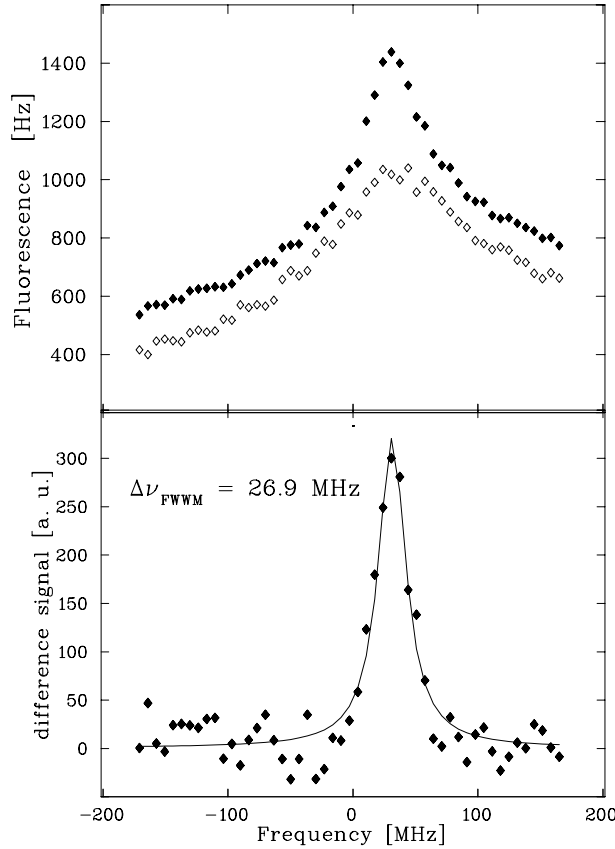 1400
1200
1000
800
600
400
Fluorescence [Hz]
300
250
200
150
100
50
0
difference signal [a. u.]
Δν_FWWM = 26.9 MHz
−200 −100 0 100 200
Frequency [MHz]